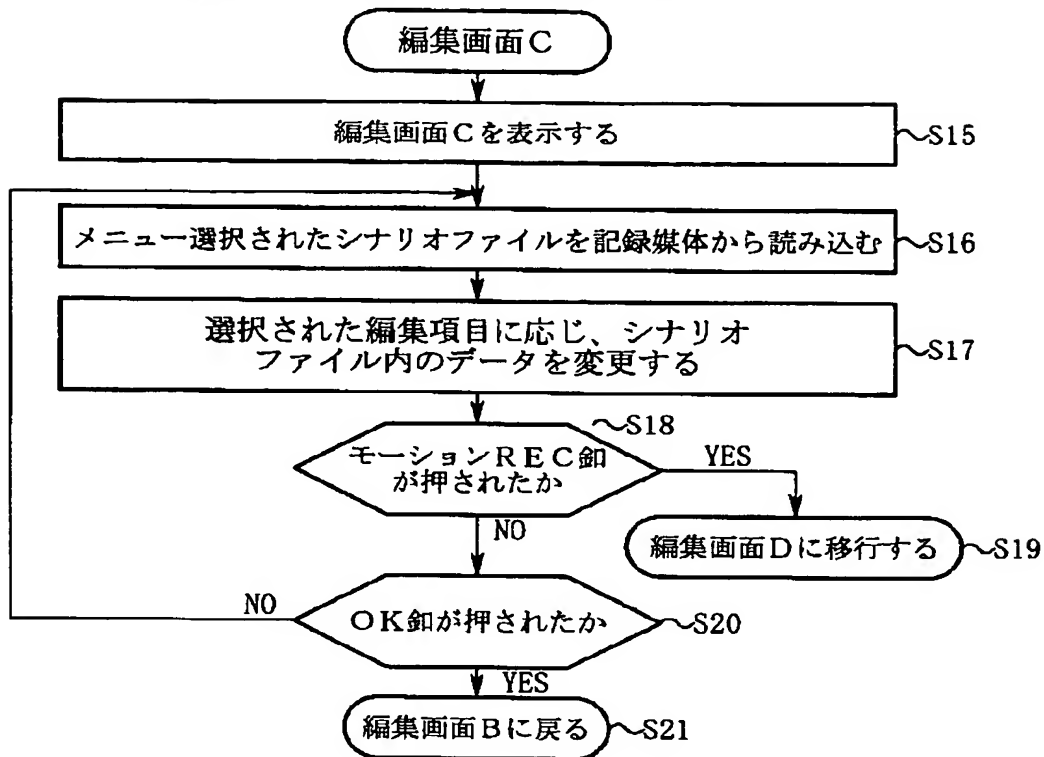 編集画面C
編集画面Cを表示する
S15
メニュー選択されたシナリオファイルを記録媒体から読み込む
S16
選択された編集項目に応じ、シナリオ
ファイル内のデータを変更する
S17
S18
モーションREC釦
が押されたか
YES
NO
編集画面Dに移行する
S19
NO
OK釦が押されたか
S20
YES
編集画面Bに戻る
S21